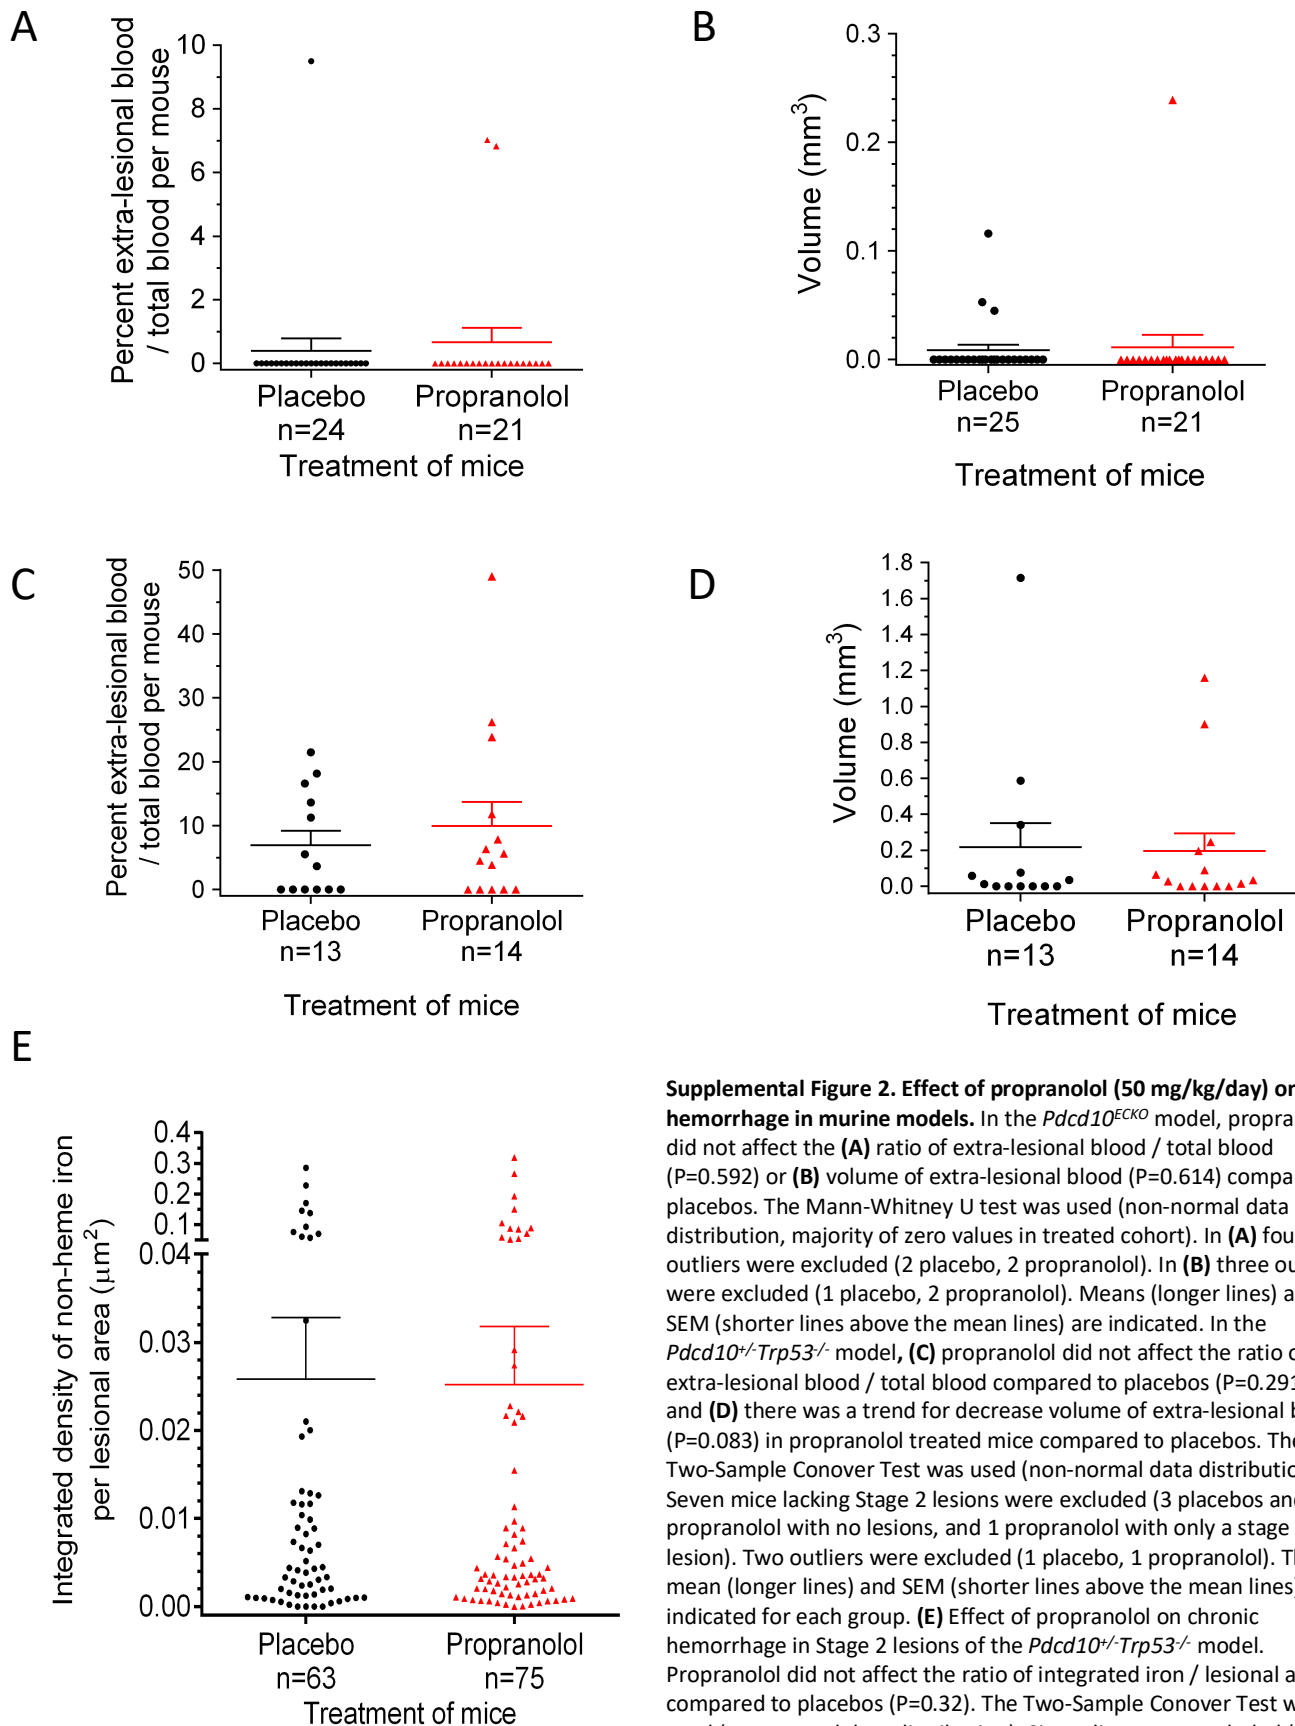 A
Percent extra-lesional blood
/ total blood per mouse
10
8
6
4
2
0
Placebo
n=24
Propranolol
n=21
Treatment of mice
B
Volume (mm³)
0.3
0.2
0.1
0.0
Placebo
n=25
Propranolol
n=21
Treatment of mice
C
Percent extra-lesional blood
/ total blood per mouse
50
40
30
20
10
0
Placebo
n=13
Propranolol
n=14
Treatment of mice
D
Volume (mm³)
1.8
1.6
1.4
1.2
1.0
0.8
0.6
0.4
0.2
0.0
Placebo
n=13
Propranolol
n=14
Treatment of mice
E
Integrated density of non-heme iron
per lesional area (μm²)
0.4
0.3
0.2
0.1
0.04
0.03
0.02
0.01
0.00
Placebo
n=63
Propranolol
n=75
Treatment of mice
Supplemental Figure 2. Effect of propranolol (50 mg/kg/day) on
hemorrhage in murine models. In the Pdcd10ᴱᶜᴷᴼ model, propra
did not affect the (A) ratio of extra-lesional blood / total blood
(P=0.592) or (B) volume of extra-lesional blood (P=0.614) compa
placebos. The Mann-Whitney U test was used (non-normal data
distribution, majority of zero values in treated cohort). In (A) fou
outliers were excluded (2 placebo, 2 propranolol). In (B) three ou
were excluded (1 placebo, 2 propranolol). Means (longer lines) a
SEM (shorter lines above the mean lines) are indicated. In the
Pdcd10⁺/⁻Trp53⁻/⁻ model, (C) propranolol did not affect the ratio o
extra-lesional blood / total blood compared to placebos (P=0.291
and (D) there was a trend for decrease volume of extra-lesional b
(P=0.083) in propranolol treated mice compared to placebos. The
Two-Sample Conover Test was used (non-normal data distributio
Seven mice lacking Stage 2 lesions were excluded (3 placebos and
propranolol with no lesions, and 1 propranolol with only a stage
lesion). Two outliers were excluded (1 placebo, 1 propranolol). Th
mean (longer lines) and SEM (shorter lines above the mean lines)
indicated for each group. (E) Effect of propranolol on chronic
hemorrhage in Stage 2 lesions of the Pdcd10⁺/⁻Trp53⁻/⁻ model.
Propranolol did not affect the ratio of integrated iron / lesional a
compared to placebos (P=0.32). The Two-Sample Conover Test w